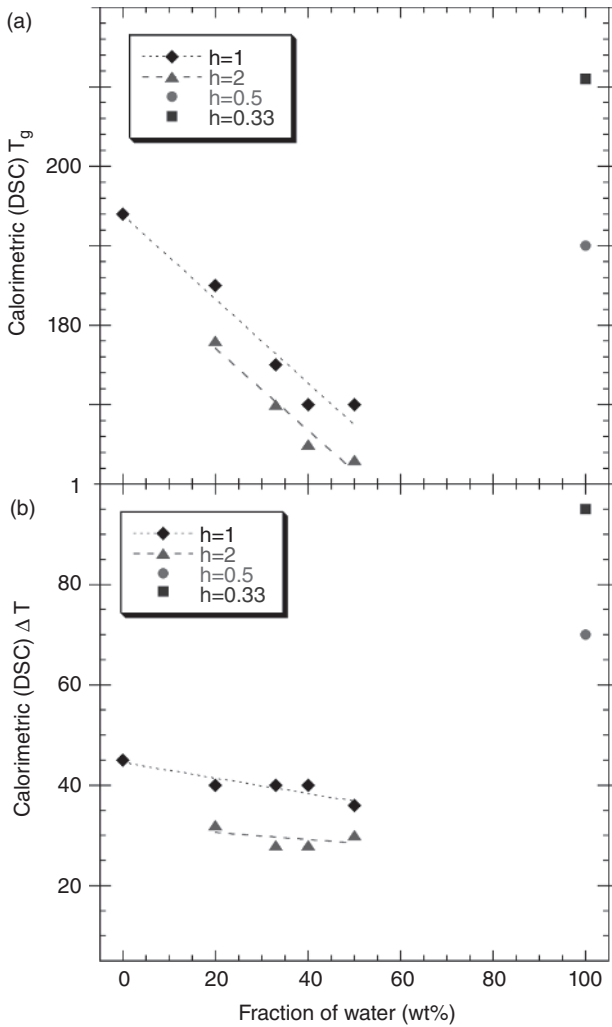 (a)
h=1
h=2
h=0.5
h=0.33
Calorimetric (DSC) Tg
200
180
1
(b)
h=1
h=2
h=0.5
h=0.33
Calorimetric (DSC) Δ T
80
60
40
20
0 20 40 60 80 100
Fraction of water (wt%)